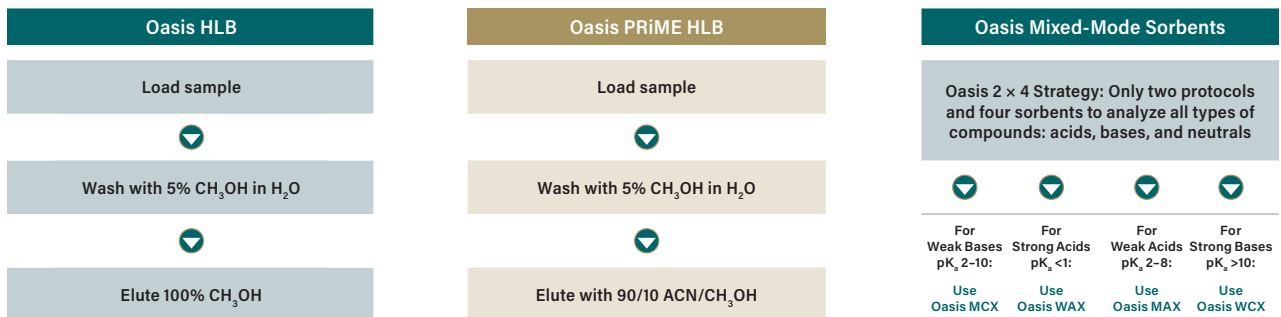 Oasis HLB
Load sample
Wash with 5% CH₃OH in H₂O
Elute 100% CH₃OH
Oasis PRiME HLB
Load sample
Wash with 5% CH₃OH in H₂O
Elute with 90/10 ACN/CH₃OH
Oasis Mixed-Mode Sorbents
Oasis 2 × 4 Strategy: Only two protocols
and four sorbents to analyze all types of
compounds: acids, bases, and neutrals
For
Weak Bases
pKₐ 2–10:
Use
Oasis MCX
For
Strong Acids
pKₐ <1:
Use
Oasis WAX
For
Weak Acids
pKₐ 2–8:
Use
Oasis MAX
For
Strong Bases
pKₐ >10:
Use
Oasis WCX